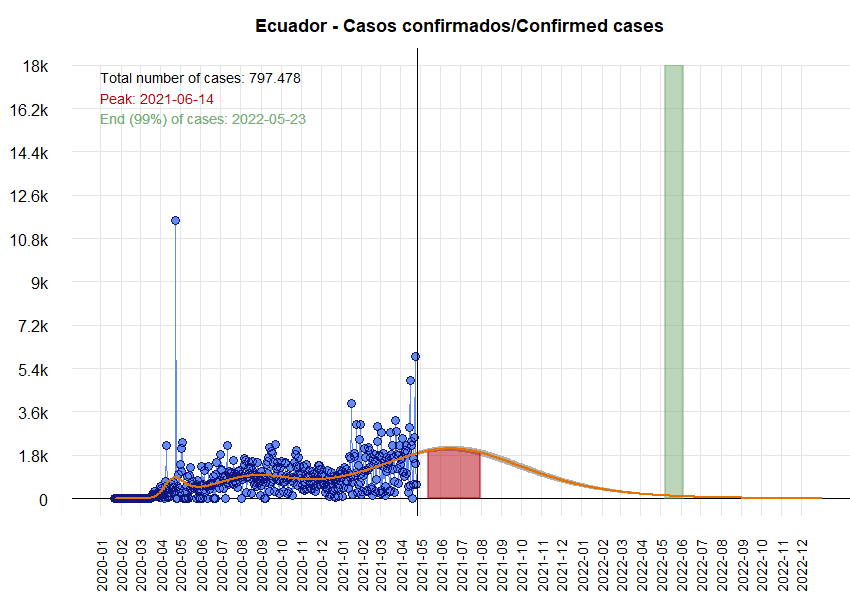 Ecuador - Casos confirmados/Confirmed cases
18k
16.2k
14.4k
12.6k
10.8k
9k
7.2k
5.4k
3.6k
1.8k
0
Total number of cases: 797.478
Peak: 2021-06-14
End (99%) of cases: 2022-05-23
2020-01
2020-02
2020-03
2020-04
2020-05
2020-06
2020-07
2020-08
2020-09
2020-10
2020-11
2020-12
2021-01
2021-02
2021-03
2021-04
2021-05
2021-06
2021-07
2021-08
2021-09
2021-10
2021-11
2021-12
2022-01
2022-02
2022-03
2022-04
2022-05
2022-06
2022-07
2022-08
2022-09
2022-10
2022-11
2022-12